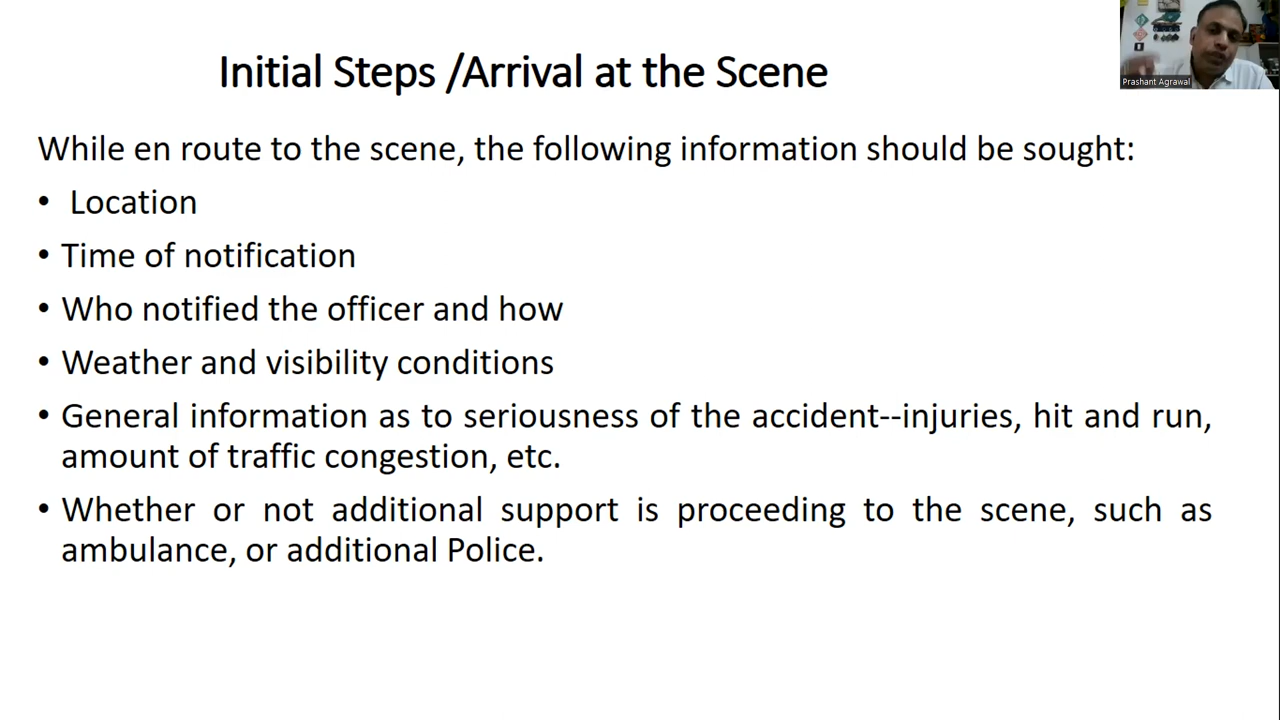 Initial Steps /Arrival at the Scene
Prashant Agrawal
While en route to the scene, the following information should be sought:
• Location
• Time of notification
• Who notified the officer and how
• Weather and visibility conditions
• General information as to seriousness of the accident--injuries, hit and run,
amount of traffic congestion, etc.
• Whether or not additional support is proceeding to the scene, such as
ambulance, or additional Police.